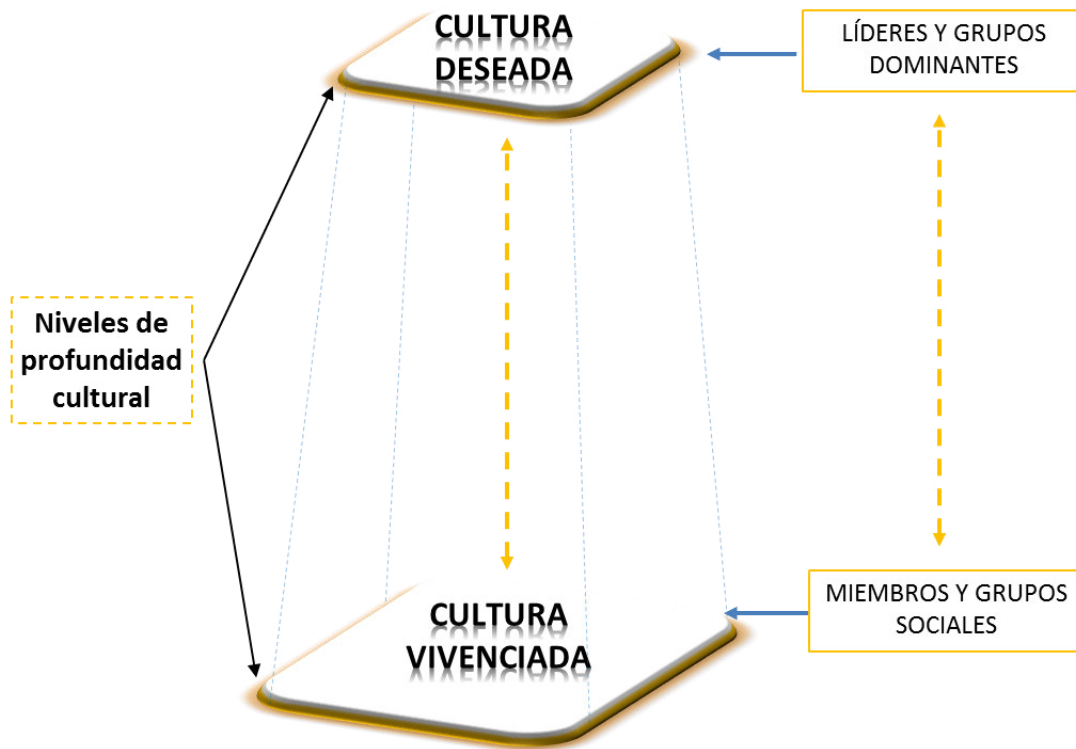 CULTURA
DESEADA
LÍDERES Y GRUPOS
DOMINANTES
Niveles de
profundidad
cultural
CULTURA
VIVENCIADA
MIEMBROS Y GRUPOS
SOCIALES